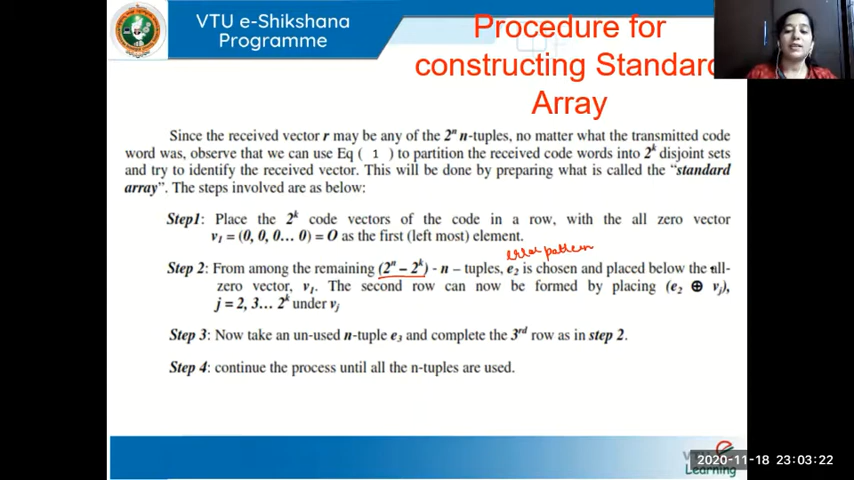 VTU e-Shikshana
Programme
Procedure for
constructing Standard
Array
Since the received vector r may be any of the 2ⁿ n-tuples, no matter what the transmitted code
word was, observe that we can use Eq ( 1 ) to partition the received code words into 2ᵏ disjoint sets
and try to identify the received vector. This will be done by preparing what is called the “standard
array”. The steps involved are as below:
Step1: Place the 2ᵏ code vectors of the code in a row, with the all zero vector
v₁ = (0, 0, 0… 0) = O as the first (left most) element.
error pattern
Step 2: From among the remaining (2ⁿ – 2ᵏ) - n – tuples, e₂ is chosen and placed below the all-
zero vector, v₁. The second row can now be formed by placing (e₂ ⊕ vⱼ),
j = 2, 3… 2ᵏ under vⱼ
Step 3: Now take an un-used n-tuple e₃ and complete the 3ʳᵈ row as in step 2.
Step 4: continue the process until all the n-tuples are used.
2020-11-18 23:03:22
Learning